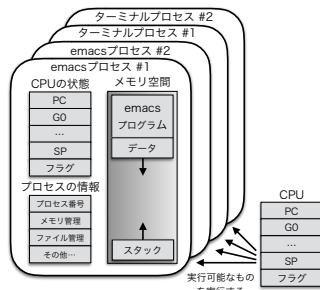 ターミナルプロセス #2
ターミナルプロセス #1
emacsプロセス #2
emacsプロセス #1
CPUの状態
PC
G0
…
SP
フラグ
プロセスの情報
プロセス番号
メモリ管理
ファイル管理
その他…
メモリ空間
emacs
プログラム
データ
スタック
CPU
PC
G0
…
SP
フラグ
実行可能なもの
を実行する